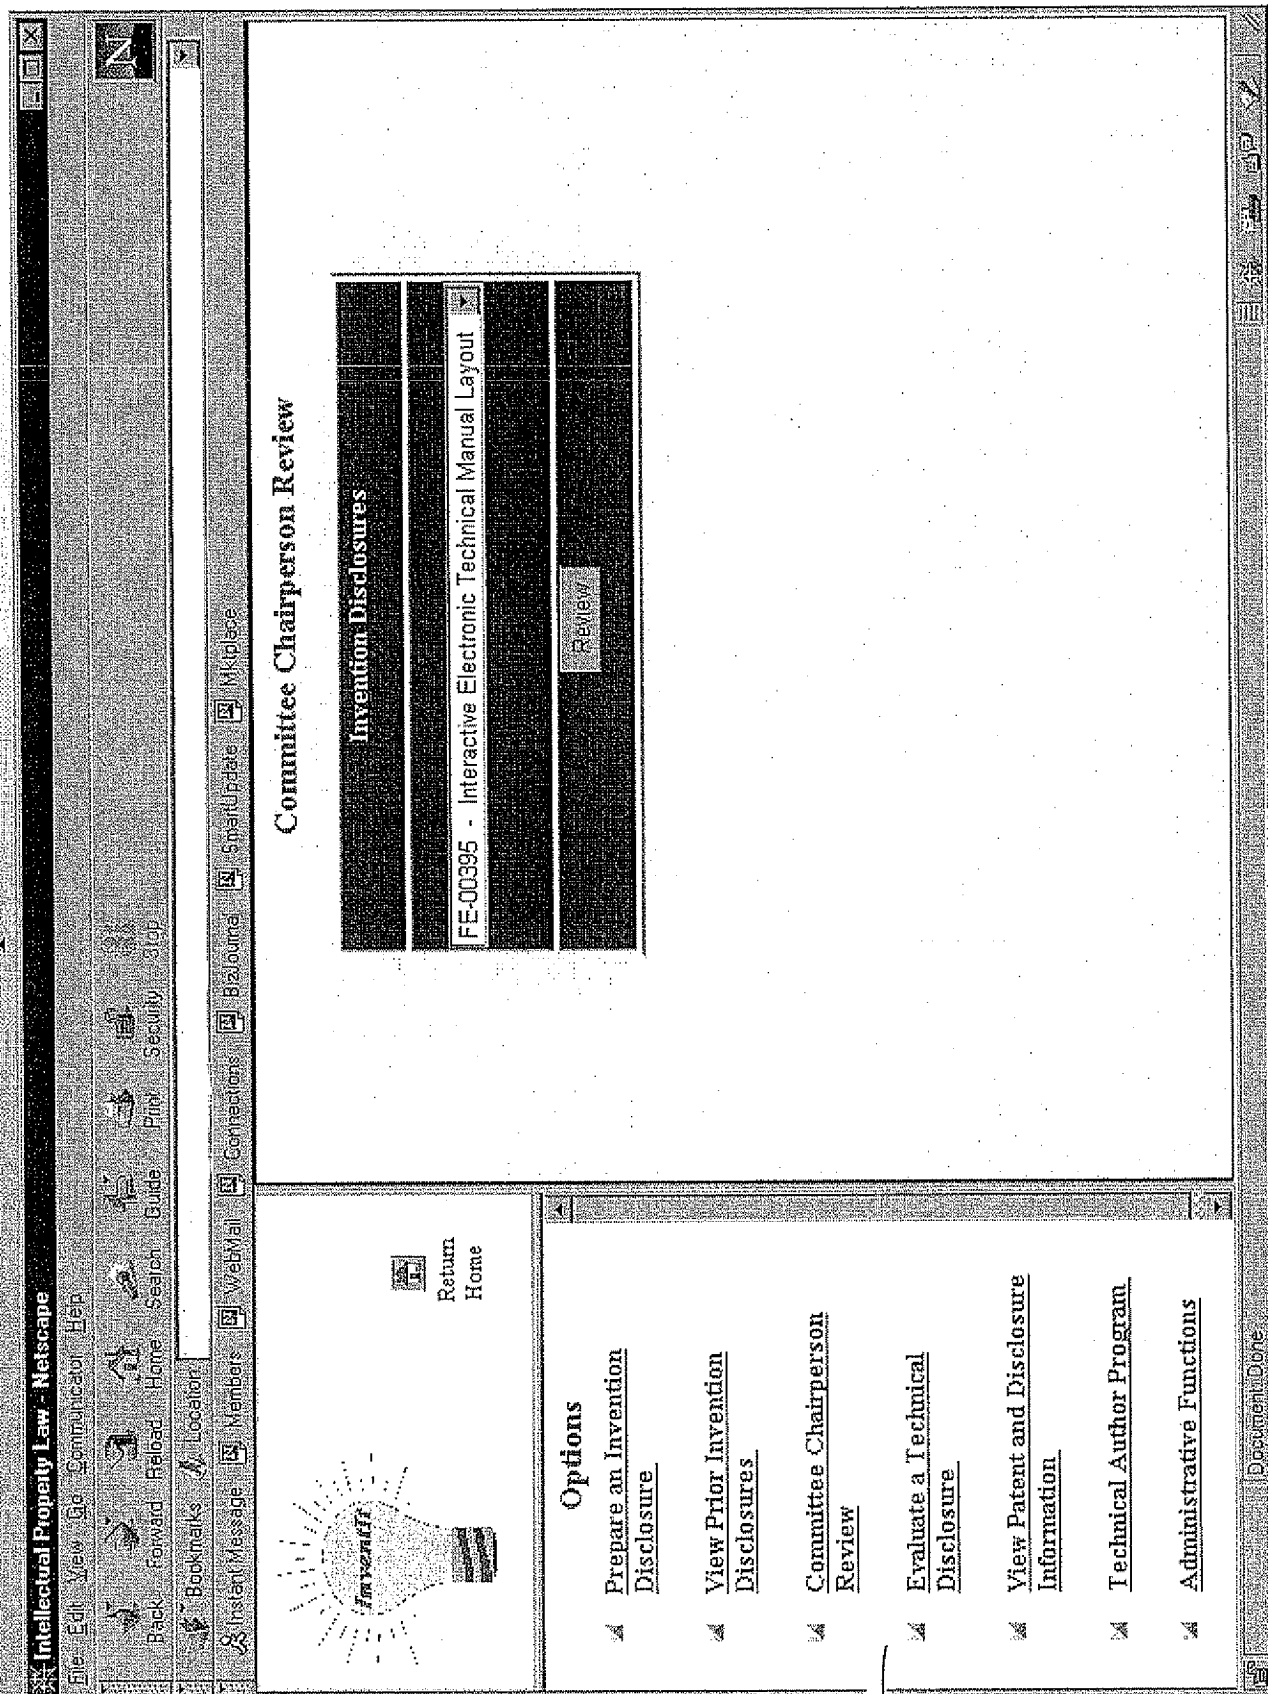 Intellectual Property Law - Netscape
File Edit View Go Communicator Help
Back Forward Reload Home Search Guide Print Security Stop
Bookmarks Location
Instant Message Members WebMail Connections BizJournal SmartUpdate Mktplace
Inventit
Return
Home
Options
Prepare an Invention
Disclosure
View Prior Invention
Disclosures
Committee Chairperson
Review
Evaluate a Technical
Disclosure
View Patent and Disclosure
Information
Technical Author Program
Administrative Functions
Committee Chairperson Review
Invention Disclosures
FE-00395 - Interactive Electronic Technical Manual Layout
Review
Document: Done